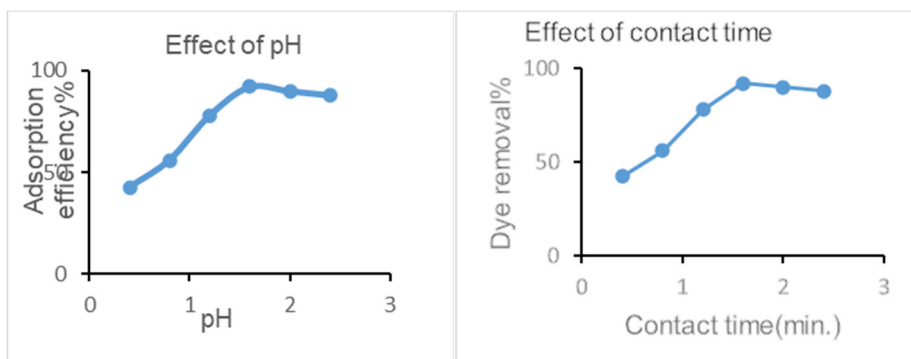 Effect of pH
100
50
0
Adsorption
efficiency%
0 1 2 3
pH
Effect of contact time
100
50
0
Dye removal%
0 1 2 3
Contact time(min.)